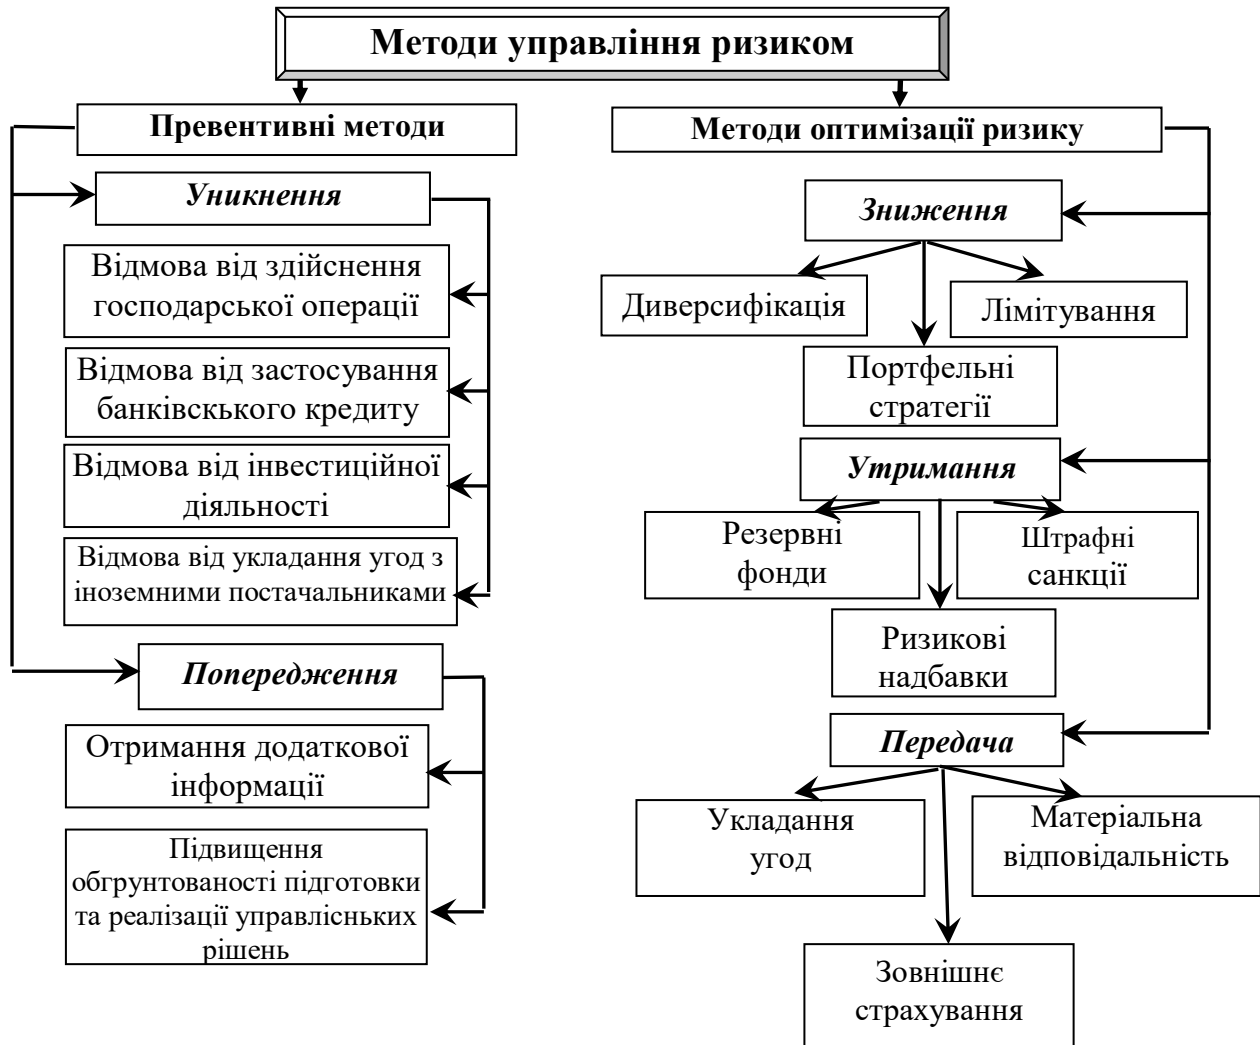 Методи управління ризиком
Превентивні методи
Уникнення
Відмова від здійснення
господарської операції
Відмова від застосування
банківскького кредиту
Відмова від інвестиційної
діяльності
Відмова від укладання угод з
іноземними постачальниками
Попередження
Отримання додаткової
інформації
Підвищення
обгрунтованості підготовки
та реалізації управлісньких
рішень
Методи оптимізації ризику
Зниження
Диверсифікація
Лімітування
Портфельні
стратегії
Утримання
Резервні
фонди
Штрафні
санкції
Ризикові
надбавки
Передача
Укладання
угод
Матеріальна
відповідальність
Зовнішнє
страхування